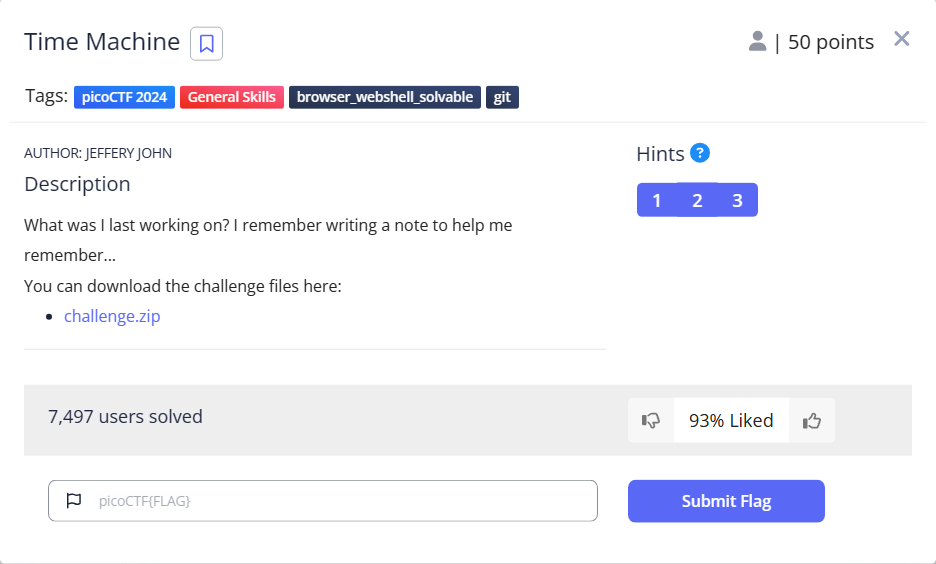 Time Machine
| 50 points
Tags: picoCTF 2024 General Skills browser_webshell_solvable git
AUTHOR: JEFFERY JOHN
Description
What was I last working on? I remember writing a note to help me
remember...
You can download the challenge files here:
challenge.zip
Hints ?
1 2 3
7,497 users solved
93% Liked
picoCTF{FLAG}
Submit Flag